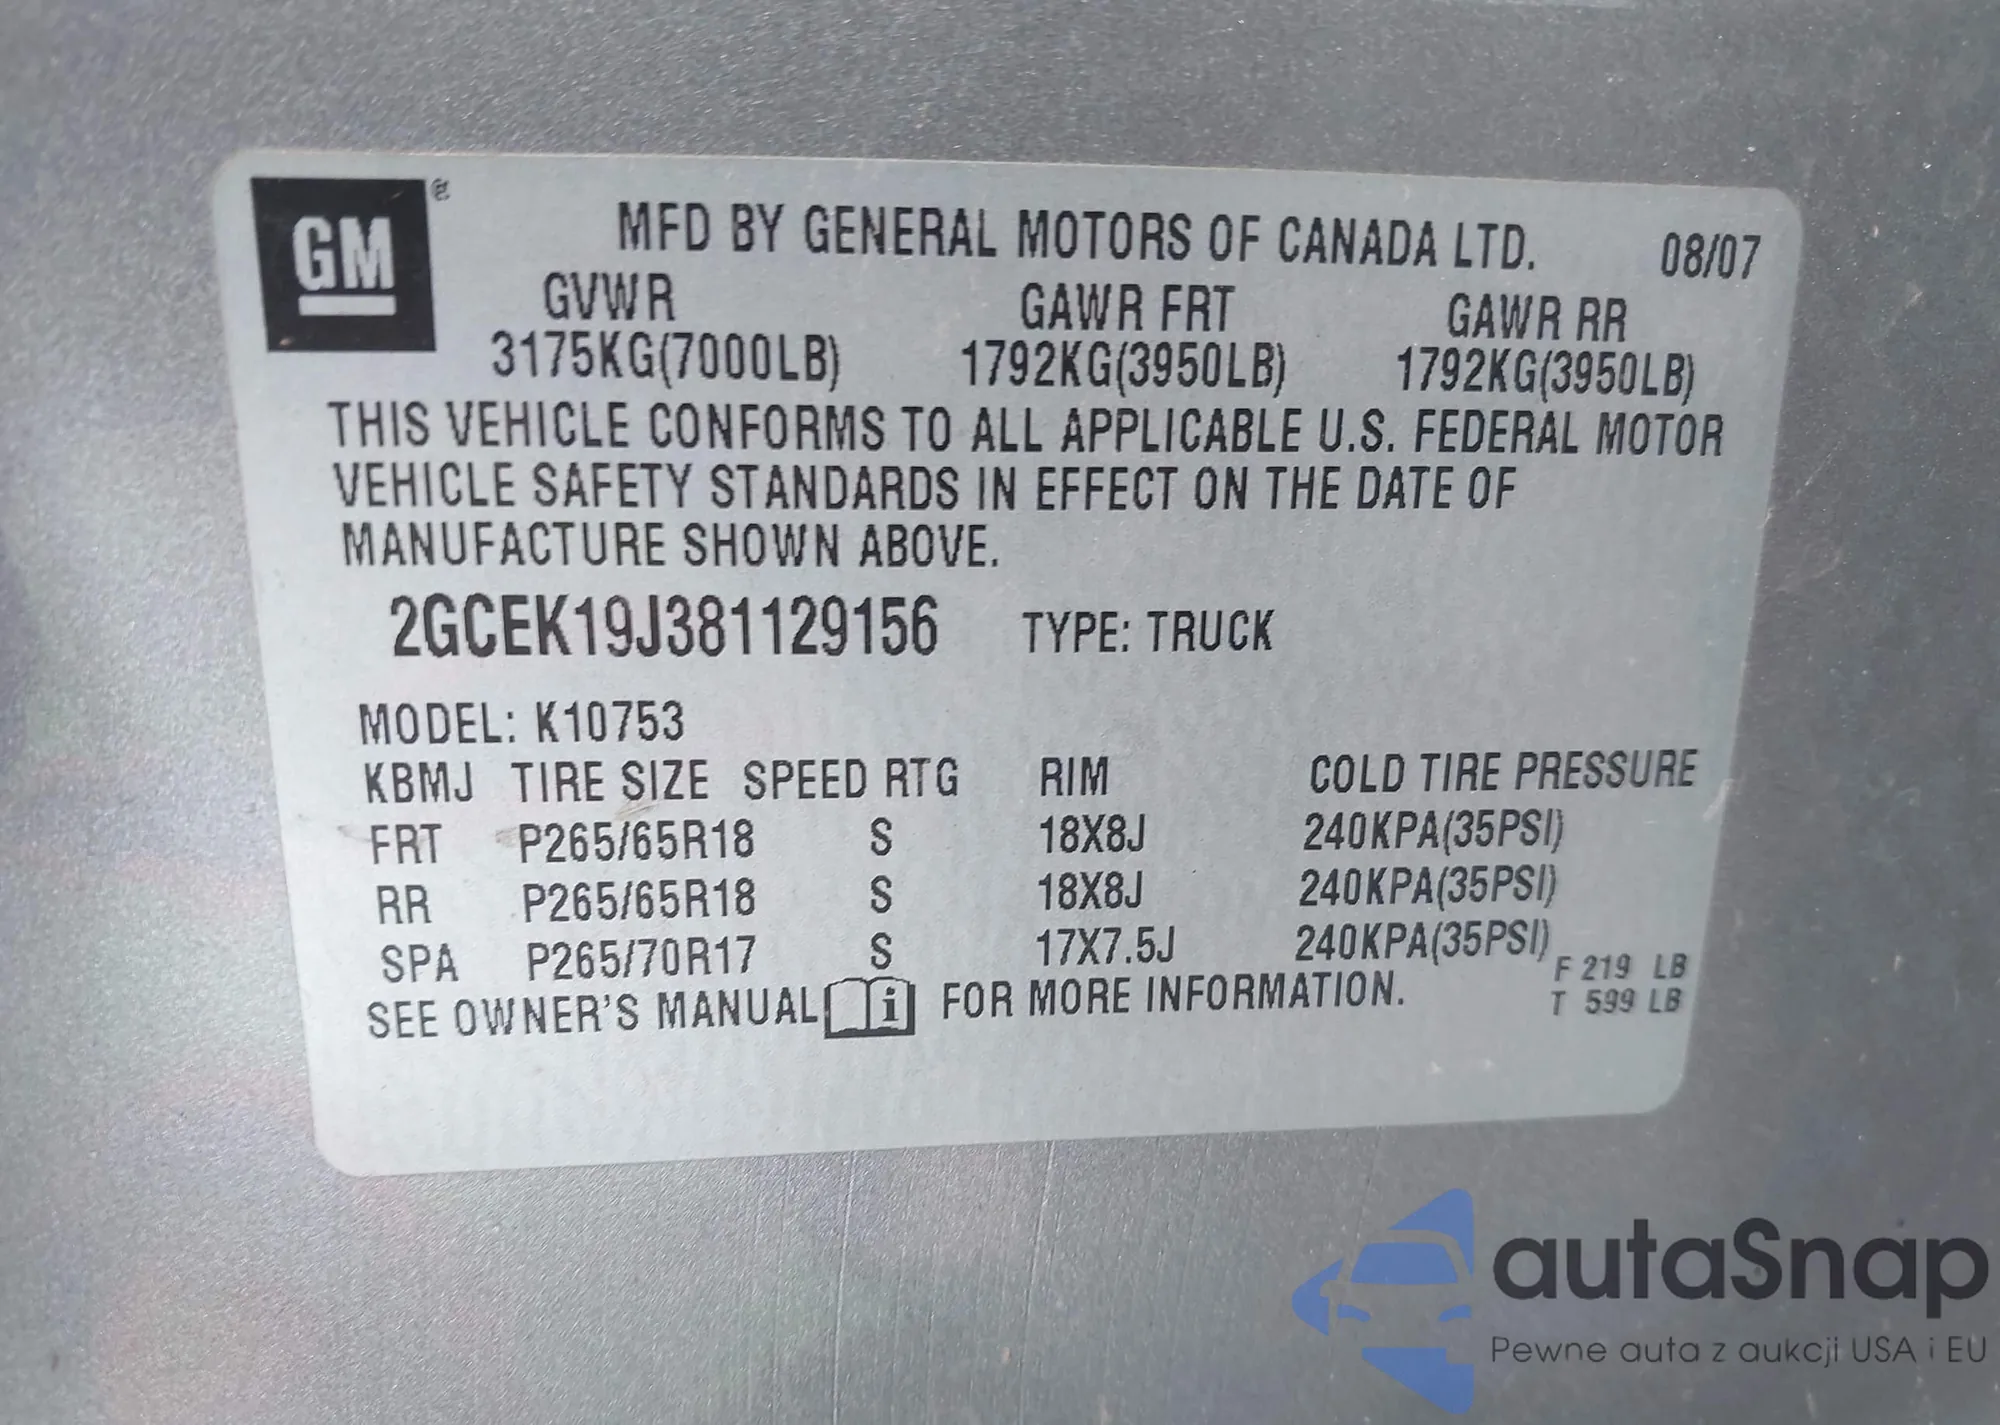 GM ®
MFD BY GENERAL MOTORS OF CANADA LTD. 08/07
GVWR GAWR FRT GAWR RR
3175KG(7000LB) 1792KG(3950LB) 1792KG(3950LB)
THIS VEHICLE CONFORMS TO ALL APPLICABLE U.S. FEDERAL MOTOR
VEHICLE SAFETY STANDARDS IN EFFECT ON THE DATE OF
MANUFACTURE SHOWN ABOVE.
2GCEK19J381129156 TYPE: TRUCK
MODEL: K10753
KBMJ TIRE SIZE SPEED RTG RIM COLD TIRE PRESSURE
FRT P265/65R18 S 18X8J 240KPA(35PSI)
RR P265/65R18 S 18X8J 240KPA(35PSI)
SPA P265/70R17 S 17X7.5J 240KPA(35PSI)
F 219 LB
SEE OWNER'S MANUAL i FOR MORE INFORMATION. T 599 LB
autaSnap
Pewne auta z aukcji USA i EU